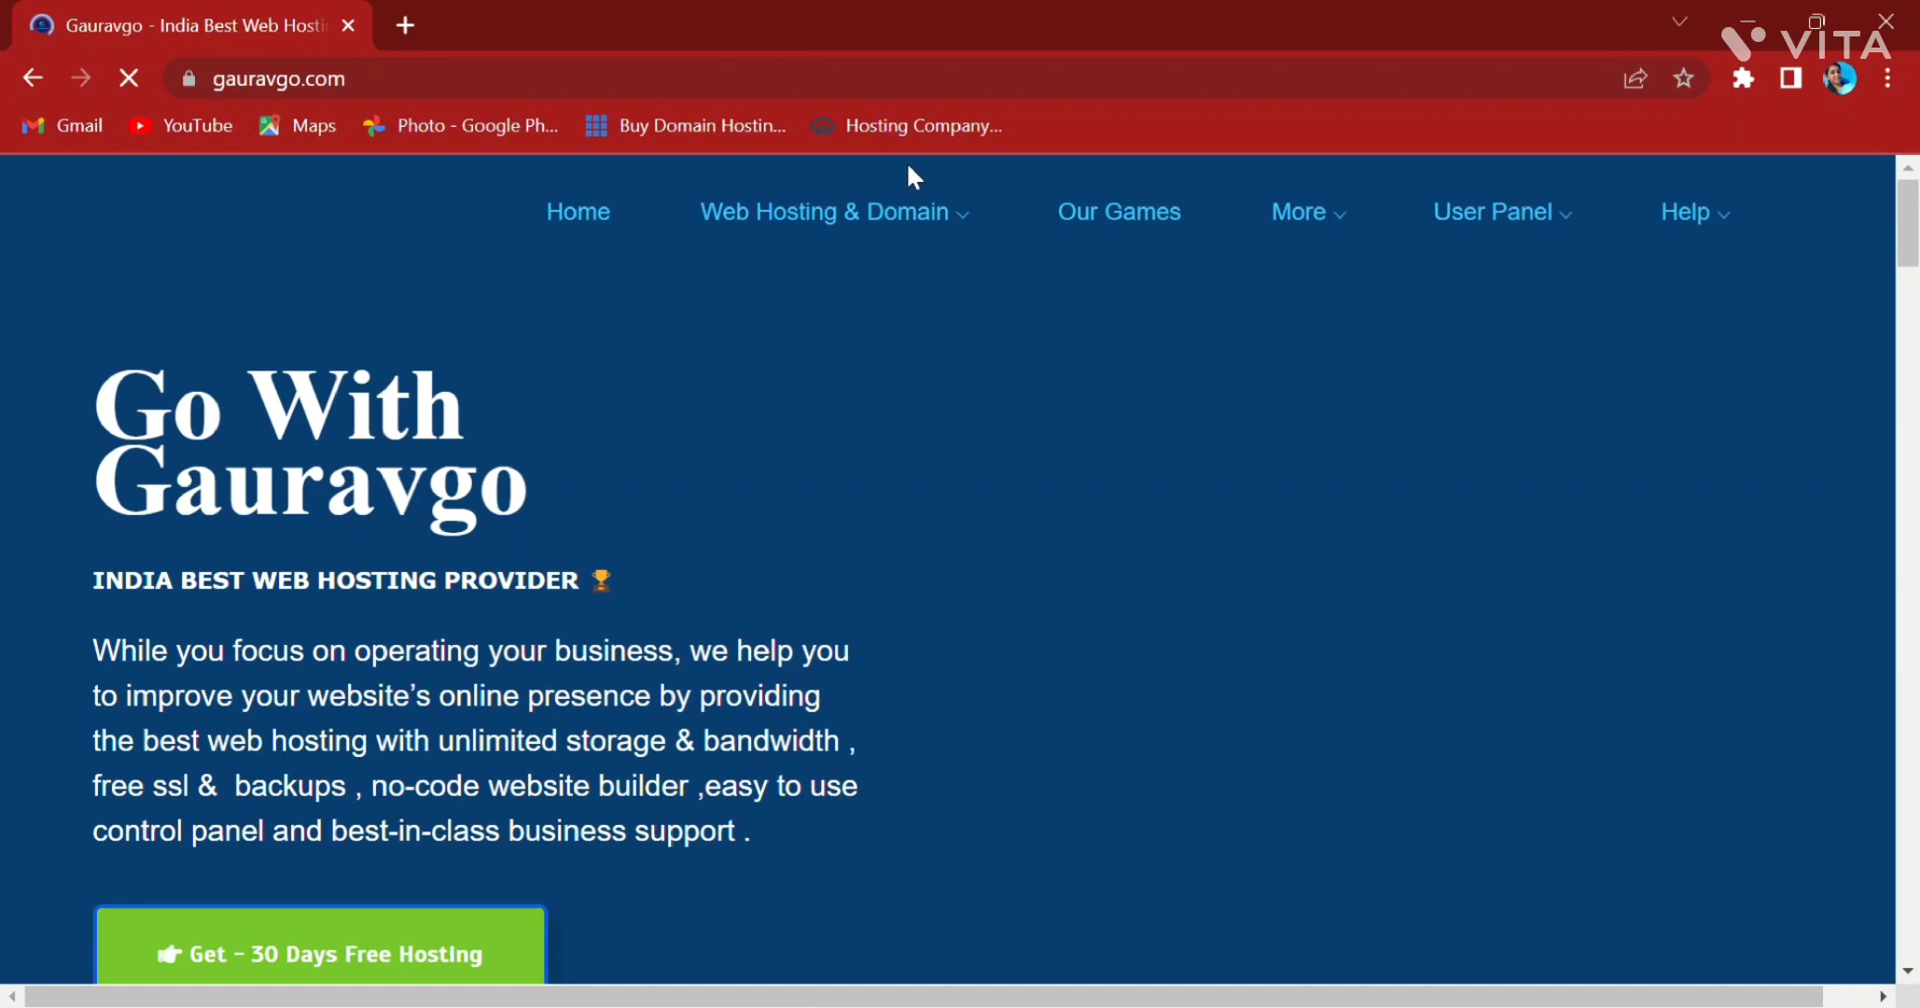 Gauravgo - India Best Web Hosti
VITA
gauravgo.com
Gmail YouTube Maps Photo - Google Ph... Buy Domain Hostin... Hosting Company...
Home Web Hosting & Domain Our Games More User Panel Help
Go With
Gauravgo
INDIA BEST WEB HOSTING PROVIDER 🏆
While you focus on operating your business, we help you
to improve your website’s online presence by providing
the best web hosting with unlimited storage & bandwidth ,
free ssl & backups , no-code website builder ,easy to use
control panel and best-in-class business support .
Get - 30 Days Free Hosting